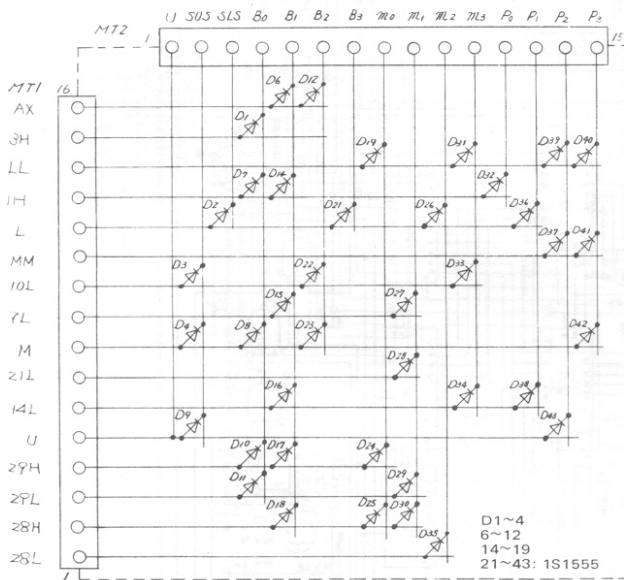 MT2
U SUS SLS B0 B1 B2 B3 M0 M1 M2 M3 P0 P1 P2 P3
1 15
MT1 16
D6 D12
AX
D1
3H
D19 D31 D39 D40
LL
D7 D14 D32
1H
D2 D21 D26 D36
L
D37 D41
MM
D3 D22 D33
10L
D15 D27
7L
D4 D8 D23 D42
M
D28
21L
D16 D34 D38
14L
D9 D43
U
D10 D17 D24
29H
D11 D29
29L
D18 D25 D30
28H
D35
28L
1
D1~4
6~12
14~19
21~43: 1S1555